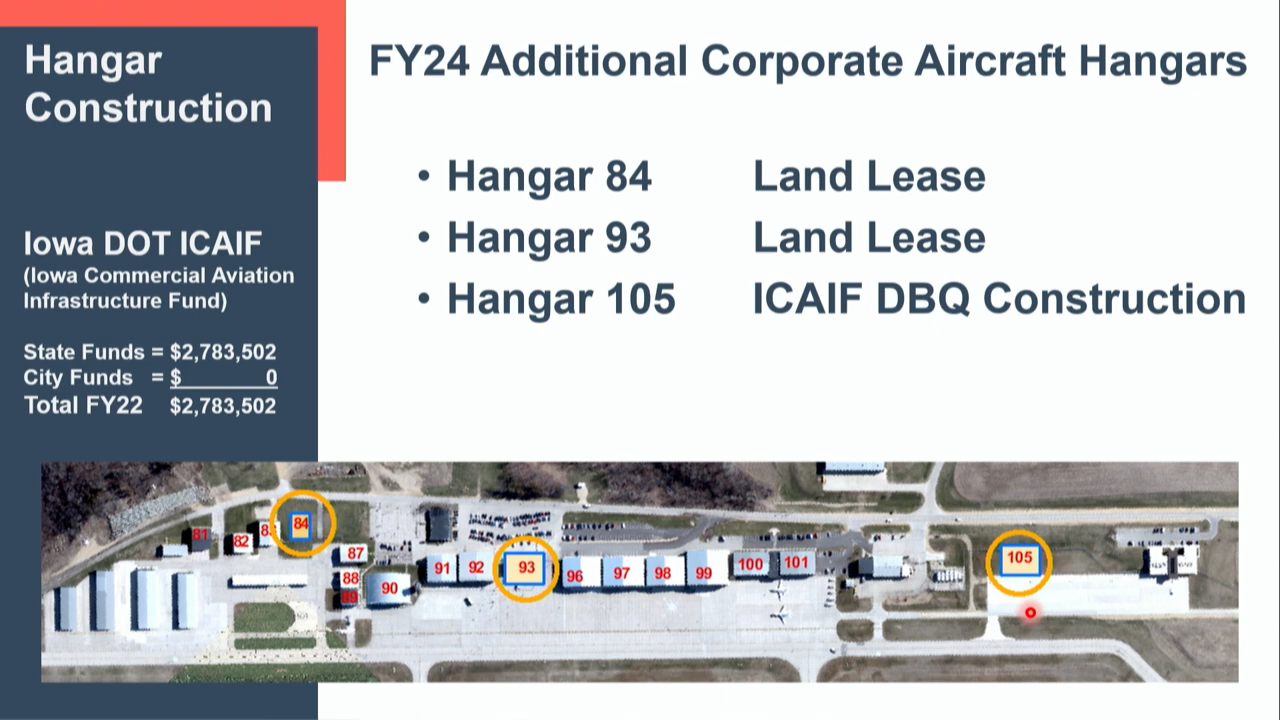 Hangar
Construction
FY24 Additional Corporate Aircraft Hangars
• Hangar 84 Land Lease
• Hangar 93 Land Lease
• Hangar 105 ICAIF DBQ Construction
Iowa DOT ICAIF
(Iowa Commercial Aviation
Infrastructure Fund)
State Funds = $2,783,502
City Funds = $ 0
Total FY22 $2,783,502
81
82
84
87
88
89
90
91
92
93
96
97
98
99
100
101
105